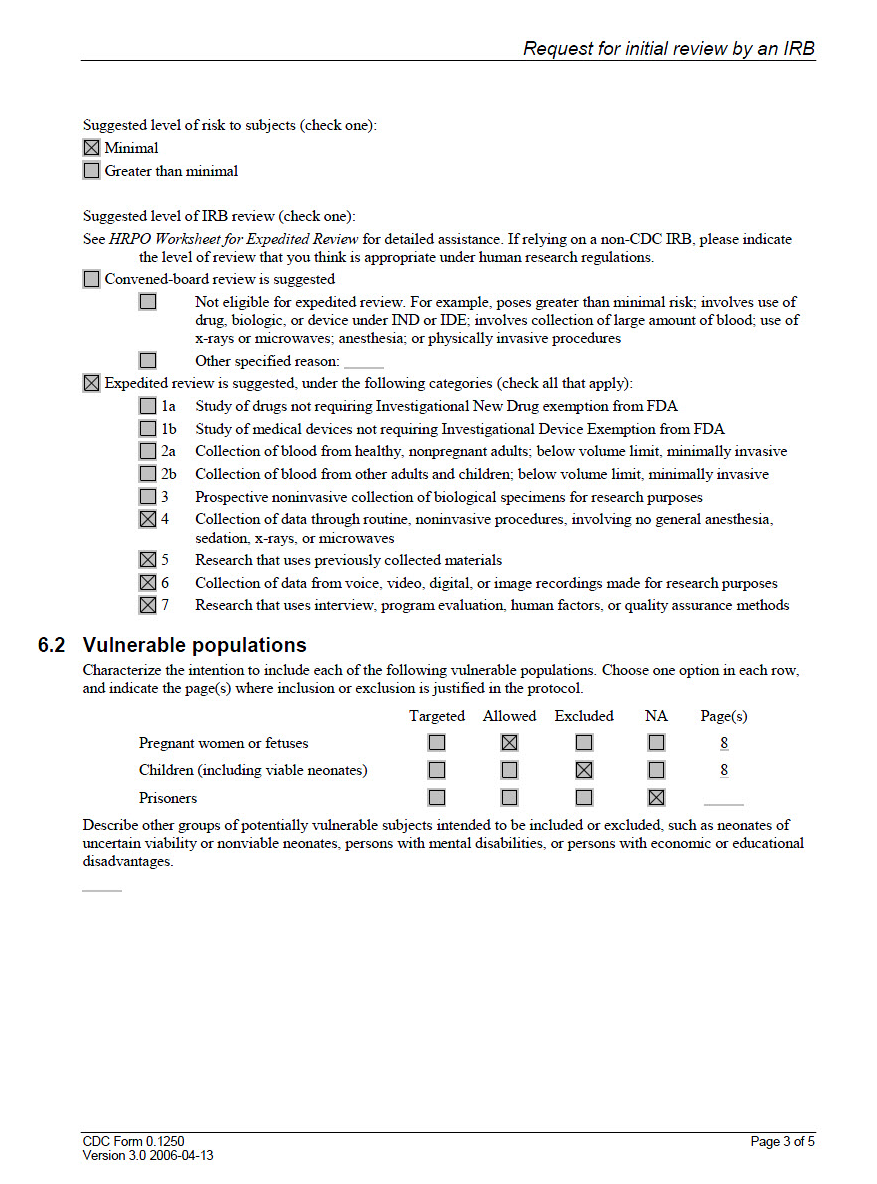 Request for initial review by an IRB
Suggested level of risk to subjects (check one):
☒ Minimal
☐ Greater than minimal
Suggested level of IRB review (check one):
See HRPO Worksheet for Expedited Review for detailed assistance. If relying on a non-CDC IRB, please indicate
the level of review that you think is appropriate under human research regulations.
☐ Convened-board review is suggested
☐ Not eligible for expedited review. For example, poses greater than minimal risk; involves use of
drug, biologic, or device under IND or IDE; involves collection of large amount of blood; use of
x-rays or microwaves; anesthesia; or physically invasive procedures
☐ Other specified reason: _____
☒ Expedited review is suggested, under the following categories (check all that apply):
☐ 1a Study of drugs not requiring Investigational New Drug exemption from FDA
☐ 1b Study of medical devices not requiring Investigational Device Exemption from FDA
☐ 2a Collection of blood from healthy, nonpregnant adults; below volume limit, minimally invasive
☐ 2b Collection of blood from other adults and children; below volume limit, minimally invasive
☐ 3 Prospective noninvasive collection of biological specimens for research purposes
☒ 4 Collection of data through routine, noninvasive procedures, involving no general anesthesia,
sedation, x-rays, or microwaves
☒ 5 Research that uses previously collected materials
☒ 6 Collection of data from voice, video, digital, or image recordings made for research purposes
☒ 7 Research that uses interview, program evaluation, human factors, or quality assurance methods
6.2 Vulnerable populations
Characterize the intention to include each of the following vulnerable populations. Choose one option in each row,
and indicate the page(s) where inclusion or exclusion is justified in the protocol.
Targeted Allowed Excluded NA Page(s)
Pregnant women or fetuses ☐ ☒ ☐ ☐ 8
Children (including viable neonates) ☐ ☐ ☒ ☐ 8
Prisoners ☐ ☐ ☐ ☒ _____
Describe other groups of potentially vulnerable subjects intended to be included or excluded, such as neonates of
uncertain viability or nonviable neonates, persons with mental disabilities, or persons with economic or educational
disadvantages.
_____
CDC Form 0.1250 Page 3 of 5
Version 3.0 2006-04-13